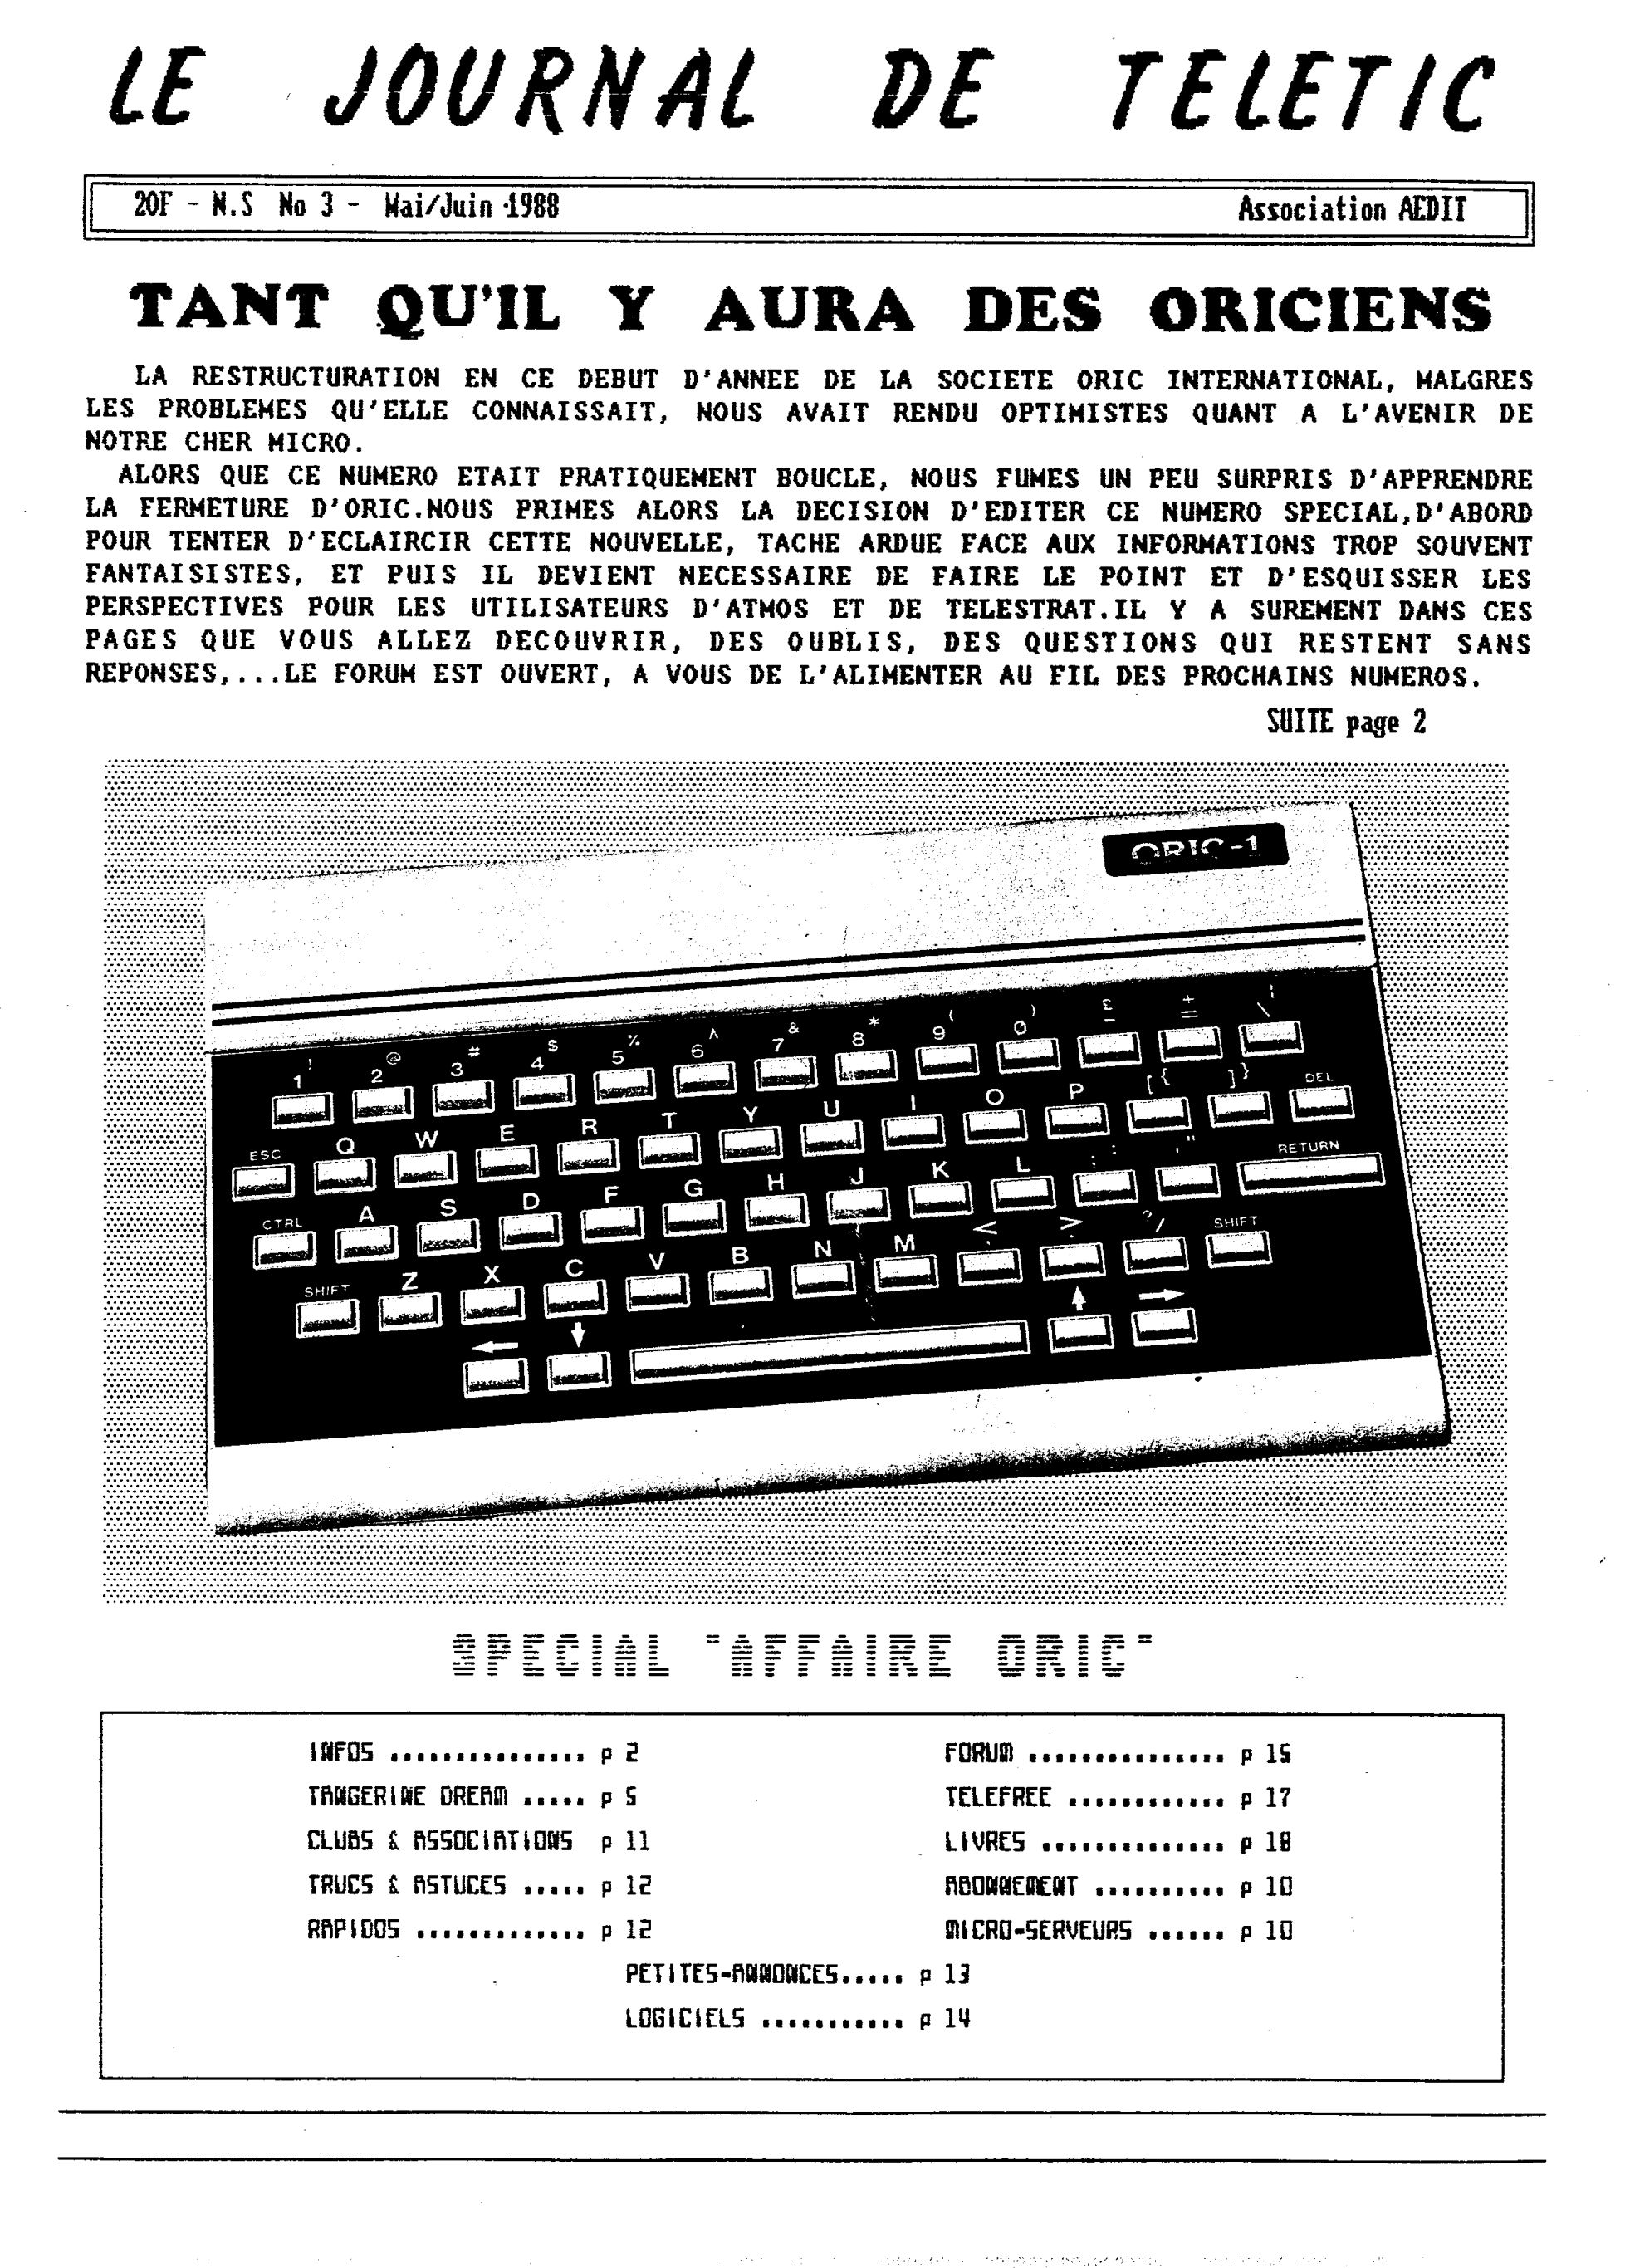 LE JOURNAL DE TELETIC
20F - N.S No 3 - Mai/Juin 1988
Association AEDIT
TANT QU'IL Y AURA DES ORICIENS
LA RESTRUCTURATION EN CE DEBUT D'ANNEE DE LA SOCIETE ORIC INTERNATIONAL, MALGRES
LES PROBLEMES QU'ELLE CONNAISSAIT, NOUS AVAIT RENDU OPTIMISTES QUANT A L'AVENIR DE
NOTRE CHER MICRO.
ALORS QUE CE NUMERO ETAIT PRATIQUEMENT BOUCLE, NOUS FUMES UN PEU SURPRIS D'APPRENDRE
LA FERMETURE D'ORIC.NOUS PRIMES ALORS LA DECISION D'EDITER CE NUMERO SPECIAL,D'ABORD
POUR TENTER D'ECLAIRCIR CETTE NOUVELLE, TACHE ARDUE FACE AUX INFORMATIONS TROP SOUVENT
FANTAISISTES, ET PUIS IL DEVIENT NECESSAIRE DE FAIRE LE POINT ET D'ESQUISSER LES
PERSPECTIVES POUR LES UTILISATEURS D'ATMOS ET DE TELESTRAT.IL Y A SUREMENT DANS CES
PAGES QUE VOUS ALLEZ DECOUVRIR, DES OUBLIS, DES QUESTIONS QUI RESTENT SANS
REPONSES,...LE FORUM EST OUVERT, A VOUS DE L'ALIMENTER AU FIL DES PROCHAINS NUMEROS.
SUITE page 2
ORIC-1
! @ # $ % ^ & * ( ) £ + ¦
1 2 3 4 5 6 7 8 9 0 - = \
ESC Q W E R T Y U I O P [ { ] } DEL
CTRL A S D F G H J K L ; : ' " RETURN
SHIFT Z X C V B N M < , > . ? / SHIFT
← ↓ ↑ →
SPECIAL "AFFAIRE ORIC"
INFOS ............... p 2
TANGERINE DREAM ..... p 5
CLUBS & ASSOCIATIONS p 11
TRUCS & ASTUCES ..... p 12
RAPIDOS ............. p 12
FORUM ............... p 15
TELEFREE ............ p 17
LIVRES .............. p 18
ABONNEMENT .......... p 10
MICRO-SERVEURS ...... p 10
PETITES-ANNONCES..... p 13
LOGICIELS ........... p 14